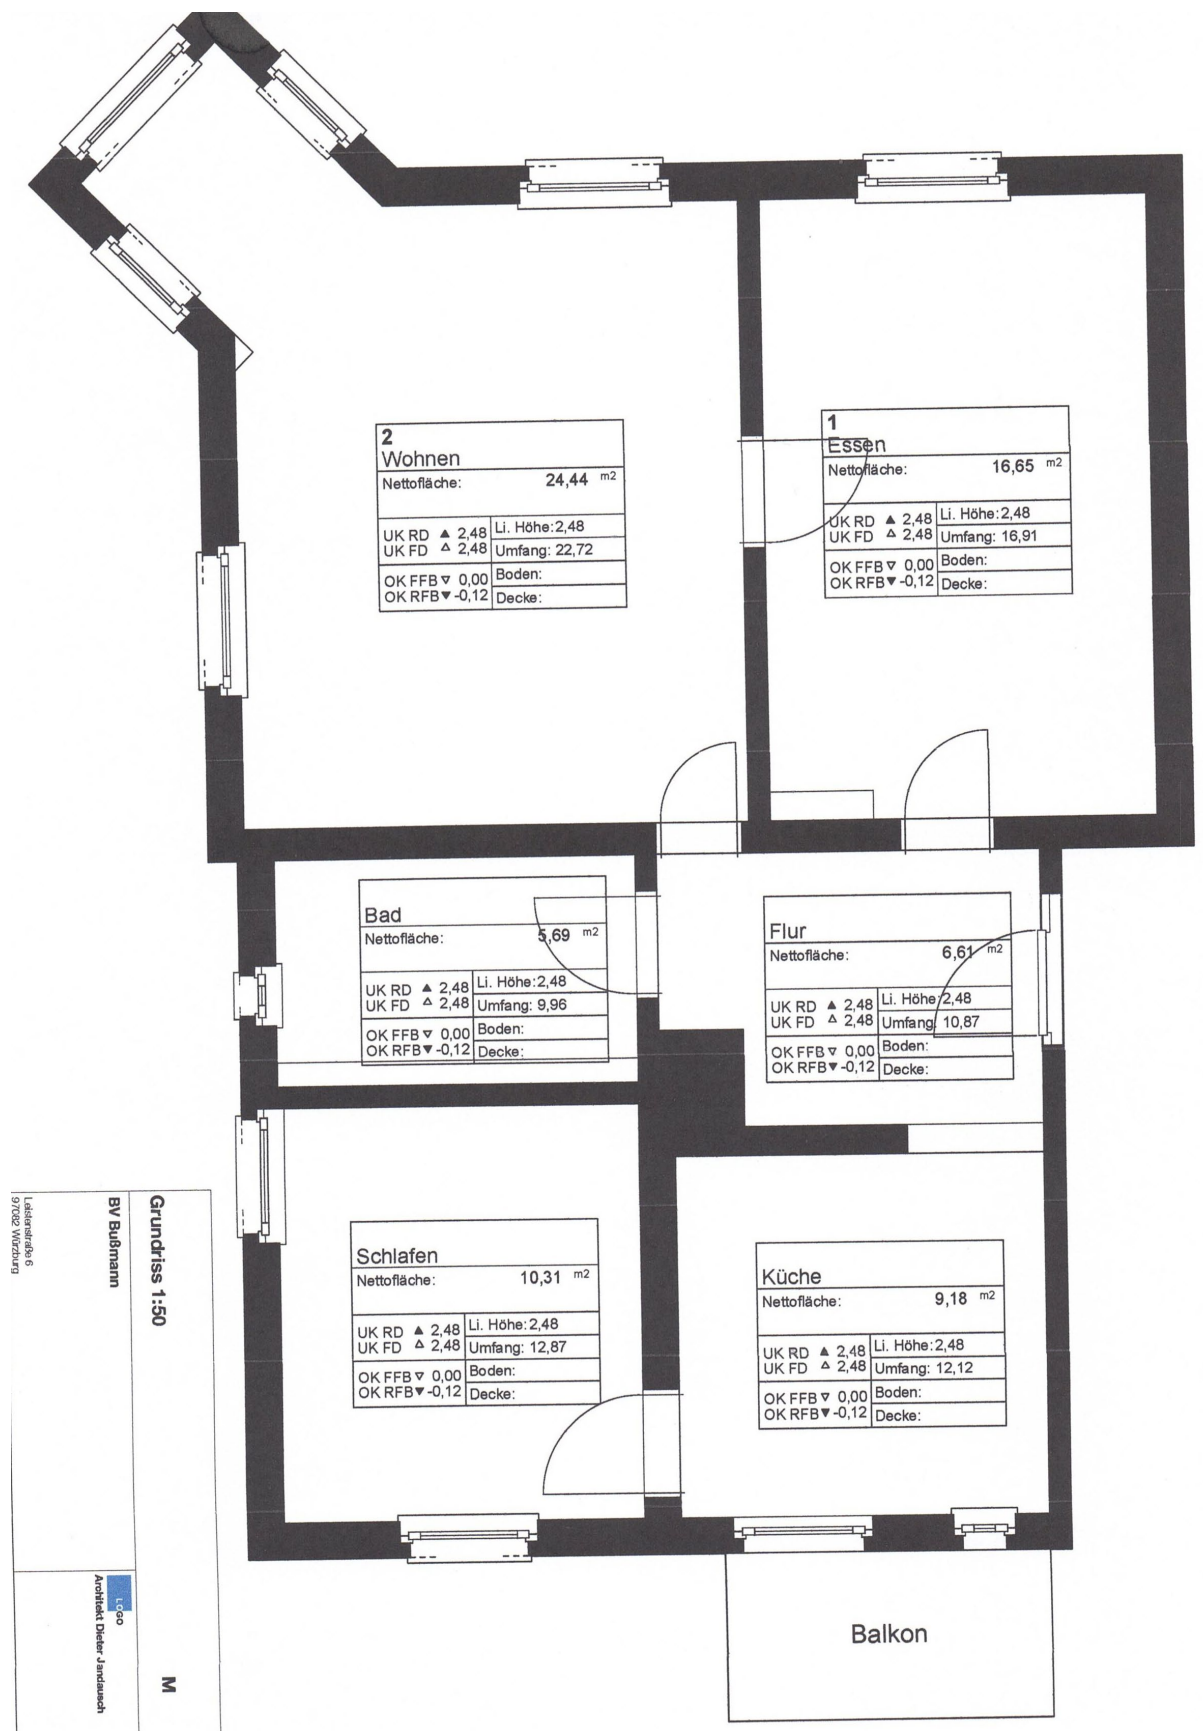 2
Wohnen
Nettofläche: 24,44 m2
UK RD ▲ 2,48 Li. Höhe:2,48
UK FD △ 2,48 Umfang: 22,72
OK FFB ▽ 0,00 Boden:
OK RFB▼ -0,12 Decke:
1
Essen
Nettofläche: 16,65 m2
UK RD ▲ 2,48 Li. Höhe:2,48
UK FD △ 2,48 Umfang: 16,91
OK FFB ▽ 0,00 Boden:
OK RFB▼ -0,12 Decke:
Bad
Nettofläche: 5,69 m2
UK RD ▲ 2,48 Li. Höhe:2,48
UK FD △ 2,48 Umfang: 9,96
OK FFB ▽ 0,00 Boden:
OK RFB▼ -0,12 Decke:
Flur
Nettofläche: 6,61 m2
UK RD ▲ 2,48 Li. Höhe:2,48
UK FD △ 2,48 Umfang: 10,87
OK FFB ▽ 0,00 Boden:
OK RFB▼ -0,12 Decke:
Schlafen
Nettofläche: 10,31 m2
UK RD ▲ 2,48 Li. Höhe:2,48
UK FD △ 2,48 Umfang: 12,87
OK FFB ▽ 0,00 Boden:
OK RFB▼ -0,12 Decke:
Küche
Nettofläche: 9,18 m2
UK RD ▲ 2,48 Li. Höhe:2,48
UK FD △ 2,48 Umfang: 12,12
OK FFB ▽ 0,00 Boden:
OK RFB▼ -0,12 Decke:
Balkon
Grundriss 1:50 M
BV Bußmann
Leistenstraße 6
97082 Würzburg
LOGO
Architekt Dieter Jandausch